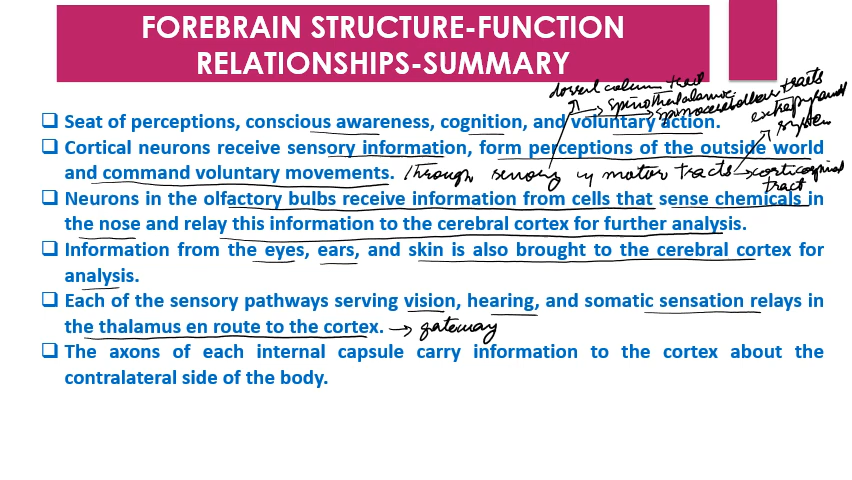 FOREBRAIN STRUCTURE-FUNCTION
RELATIONSHIPS-SUMMARY
dorsal column tract
→ spinothalamic
→ spinocerebellar tracts
extrapyramid
system
❑ Seat of perceptions, conscious awareness, cognition, and voluntary action.
❑ Cortical neurons receive sensory information, form perceptions of the outside world
and command voluntary movements. through sensory & motor tracts → corticospinal
tract
❑ Neurons in the olfactory bulbs receive information from cells that sense chemicals in
the nose and relay this information to the cerebral cortex for further analysis.
❑ Information from the eyes, ears, and skin is also brought to the cerebral cortex for
analysis.
❑ Each of the sensory pathways serving vision, hearing, and somatic sensation relays in
the thalamus en route to the cortex. → gateway
❑ The axons of each internal capsule carry information to the cortex about the
contralateral side of the body.